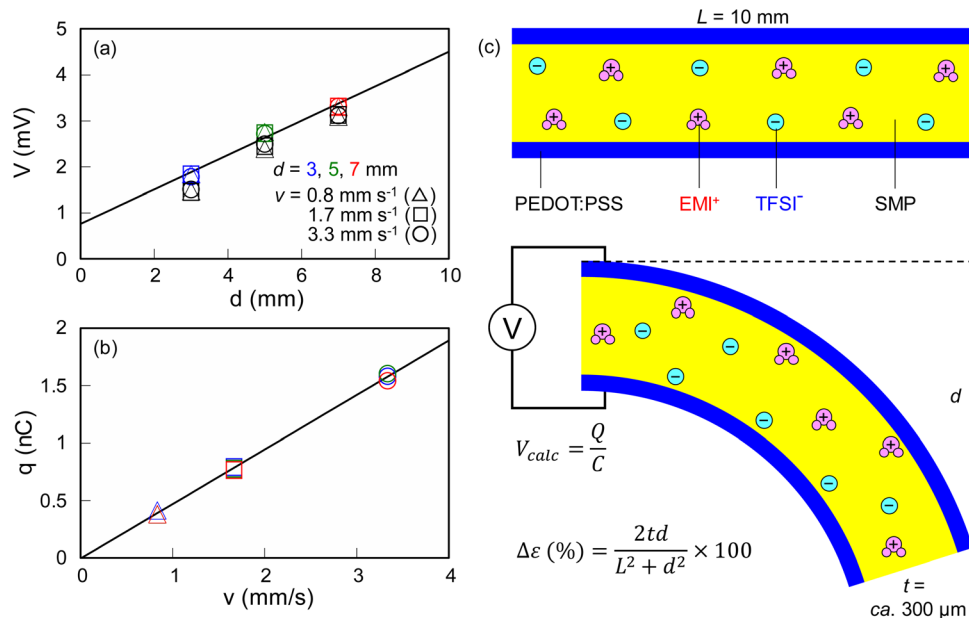 (a)
V (mV)
5
4
3
2
1
0
d = 3, 5, 7 mm
v = 0.8 mm s⁻¹ (△)
1.7 mm s⁻¹ (□)
3.3 mm s⁻¹ (○)
0 2 4 6 8 10
d (mm)
(b)
q (nC)
2
1.5
1
0.5
0
0 1 2 3 4
v (mm/s)
(c)
L = 10 mm
PEDOT:PSS EMI⁺ TFSI⁻ SMP
V
d
V_calc = Q/C
Δε (%) = 2td/(L² + d²) × 100
t =
ca. 300 μm